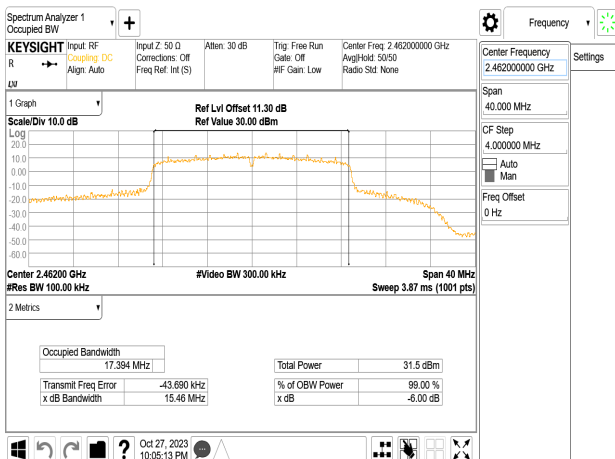 Spectrum Analyzer 1
Occupied BW
Frequency
KEYSIGHT
R
LXI
Input: RF
Coupling: DC
Align: Auto
Input Z: 50 Ω
Corrections: Off
Freq Ref: Int (S)
Atten: 30 dB
Trig: Free Run
Gate: Off
#IF Gain: Low
Center Freq: 2.462000000 GHz
Avg|Hold: 50/50
Radio Std: None
Center Frequency
2.462000000 GHz
Settings
Span
40.000 MHz
CF Step
4.000000 MHz
Auto
Man
Freq Offset
0 Hz
1 Graph
Scale/Div 10.0 dB
Ref Lvl Offset 11.30 dB
Ref Value 30.00 dBm
Log
20.0
10.0
0.00
-10.0
-20.0
-30.0
-40.0
-50.0
-60.0
Center 2.46200 GHz
#Video BW 300.00 kHz
Span 40 MHz
#Res BW 100.00 kHz
Sweep 3.87 ms (1001 pts)
2 Metrics
Occupied Bandwidth
17.394 MHz
Total Power 31.5 dBm
Transmit Freq Error -43.690 kHz
% of OBW Power 99.00 %
x dB Bandwidth 15.46 MHz
x dB -6.00 dB
?
Oct 27, 2023
10:05:13 PM